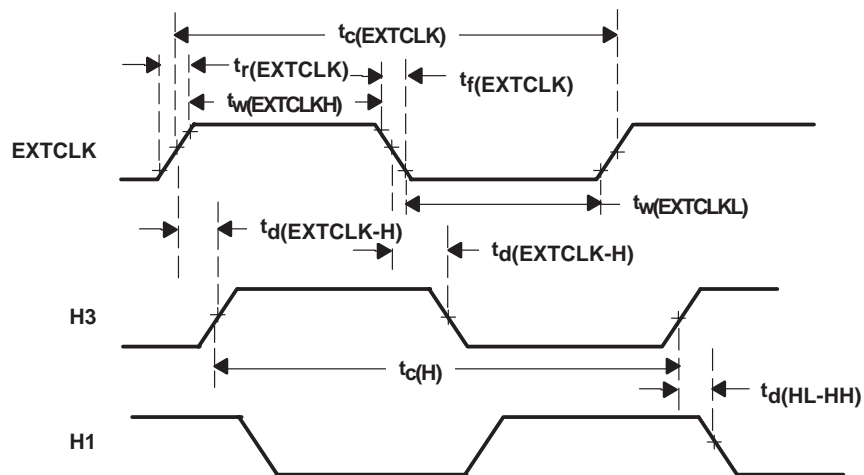 tc(EXTCLK)
tr(EXTCLK)
tf(EXTCLK)
tw(EXTCLKH)
EXTCLK
tw(EXTCLKL)
td(EXTCLK-H)
td(EXTCLK-H)
H3
tc(H)
td(HL-HH)
H1